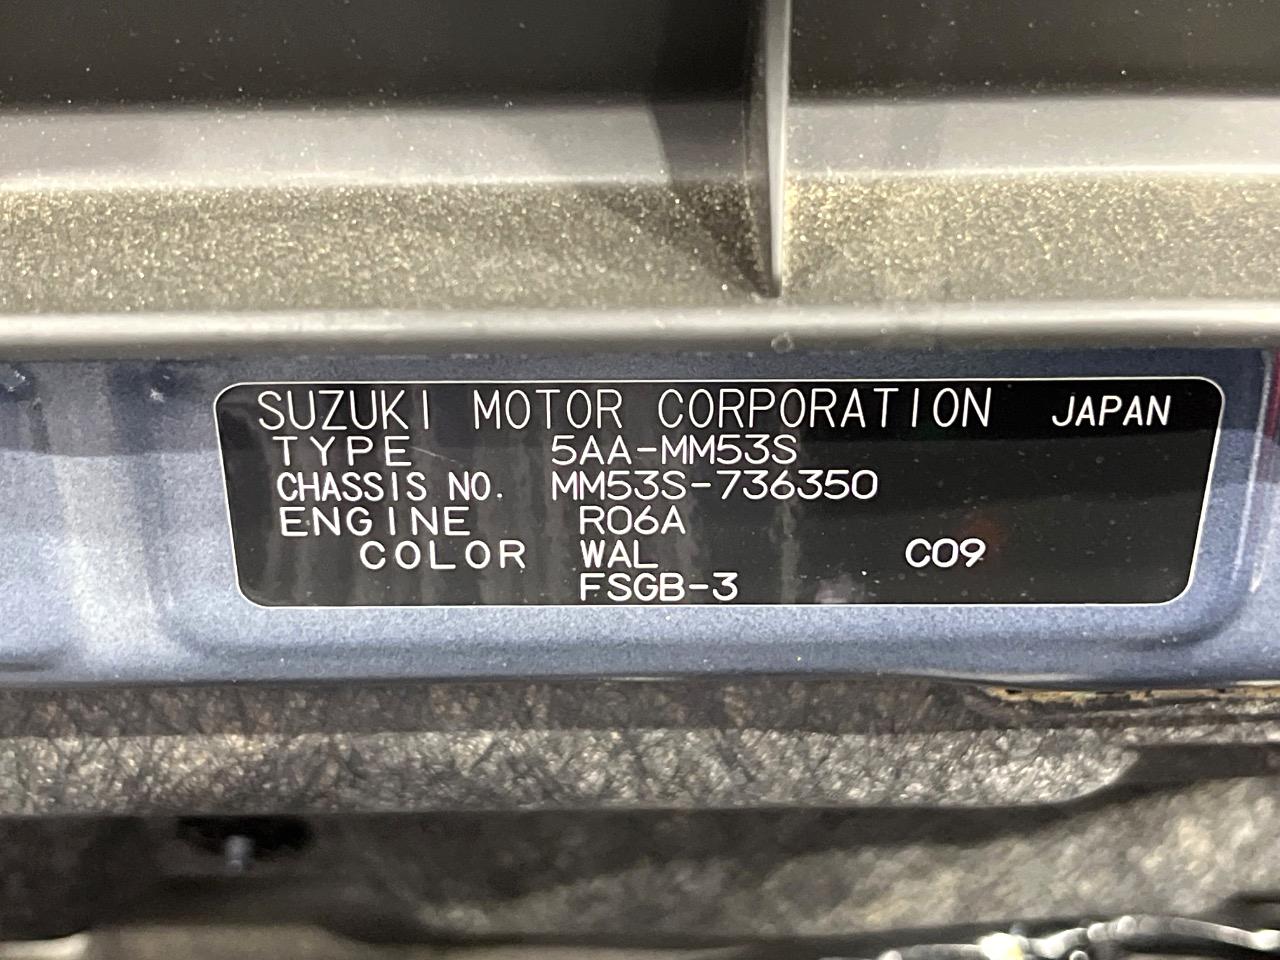 SUZUKI MOTOR CORPORATION JAPAN
TYPE 5AA-MM53S
CHASSIS NO. MM53S-736350
ENGINE R06A
COLOR WAL C09
FSGB-3